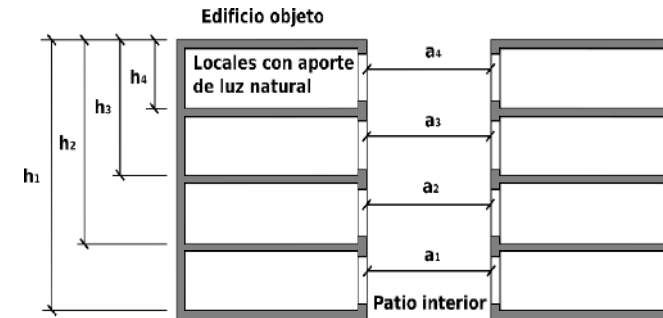 Edificio objeto
Locales con aporte
de luz natural
h4
h3
h2
h1
a4
a3
a2
a1
Patio interior